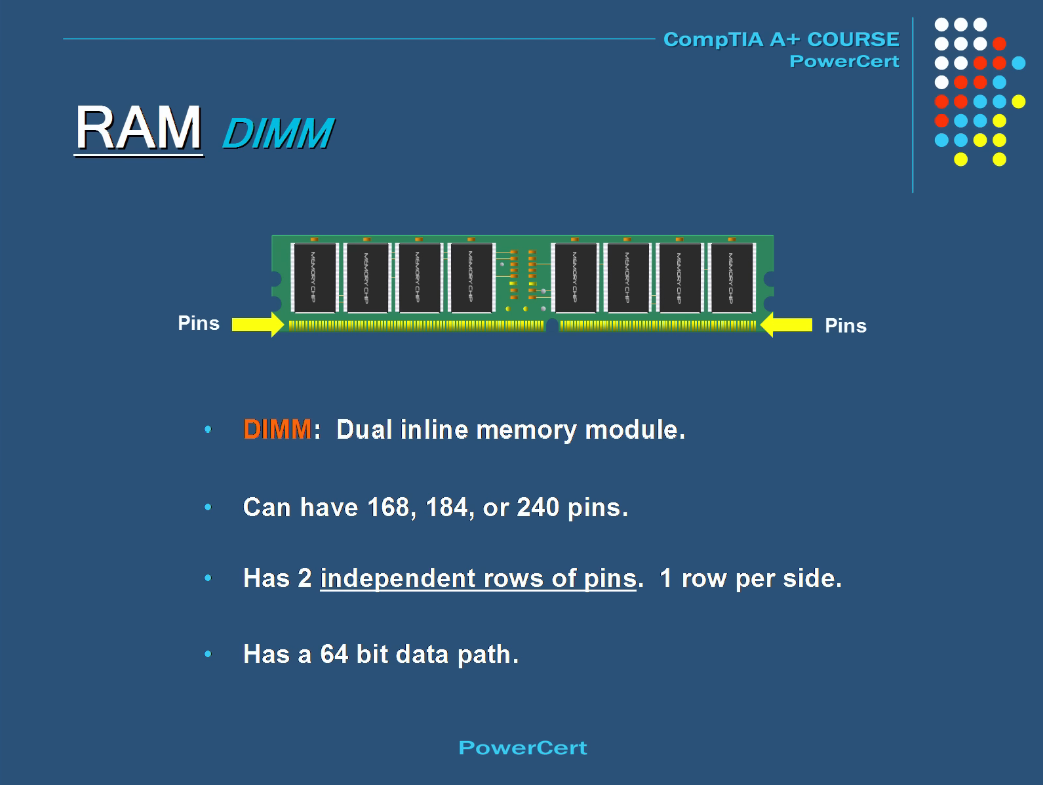 CompTIA A+ COURSE
PowerCert
RAM DIMM
MEMORY CHIP MEMORY CHIP MEMORY CHIP MEMORY CHIP MEMORY CHIP MEMORY CHIP MEMORY CHIP MEMORY CHIP
Pins Pins
• DIMM: Dual inline memory module.
• Can have 168, 184, or 240 pins.
• Has 2 independent rows of pins. 1 row per side.
• Has a 64 bit data path.
PowerCert